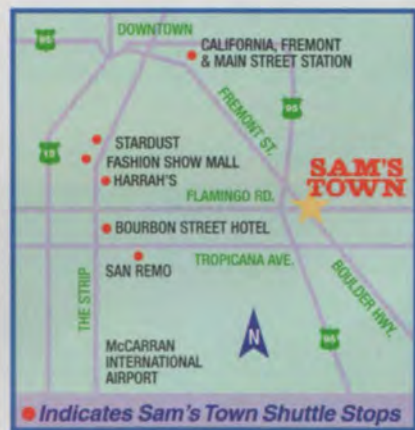 DOWNTOWN
95
CALIFORNIA, FREMONT
& MAIN STREET STATION
FREMONT ST.
95
15
STARDUST
FASHION SHOW MALL
HARRAH'S
SAM'S
TOWN
FLAMINGO RD.
BOURBON STREET HOTEL
TROPICANA AVE.
SAN REMO
BOULDER HWY.
THE STRIP
N
95
McCARRAN
INTERNATIONAL
AIRPORT
Indicates Sam's Town Shuttle Stops